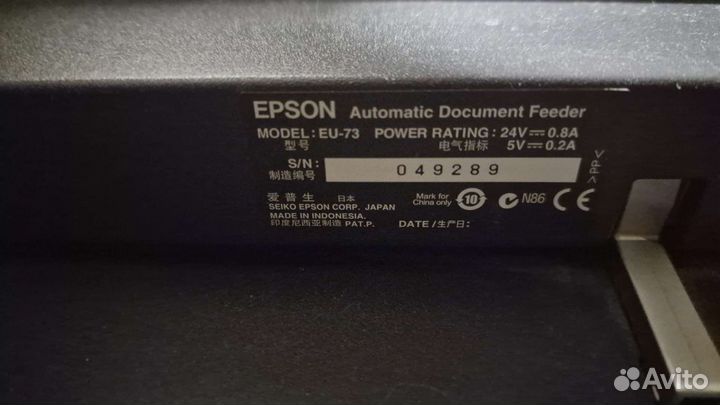 EPSON Automatic Document Feeder
MODEL: EU-73 POWER RATING: 24V⎓0.8A
型号 电气指标 5V⎓0.2A
S/N: 049289
制造编号
>PP<
爱普生 日本
SEIKO EPSON CORP. JAPAN
MADE IN INDONESIA.
印度尼西亚制造 PAT.P.
Mark for
China only
10
N86
CE
DATE /生产日:
Avito